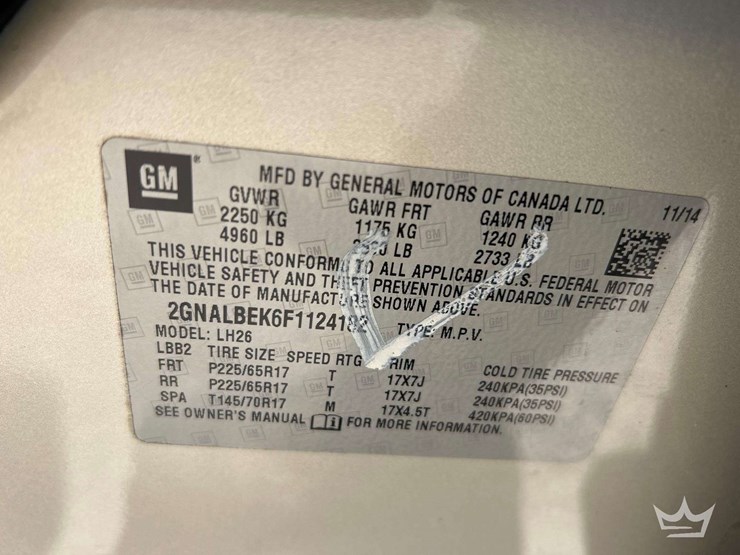 GM
MFD BY GENERAL MOTORS OF CANADA LTD. 11/14
GVWR GAWR FRT GAWR RR
2250 KG 1175 KG 1240 KG
4960 LB LB 2733 LB
THIS VEHICLE CONFORMS TO ALL APPLICABLE U.S. FEDERAL MOTOR
VEHICLE SAFETY AND THEFT PREVENTION STANDARDS IN EFFECT ON
THE DATE OF MANUFACTURE SHOWN ABOVE.
TYPE: M.P.V.
MODEL: LH26
LBB2 TIRE SIZE SPEED RTG RIM COLD TIRE PRESSURE
FRT P225/65R17 T 17X7J 240KPA(35PSI)
RR P225/65R17 T 17X7J 240KPA(35PSI)
SPA T145/70R17 M 17X4.5T 420KPA(60PSI)
SEE OWNER'S MANUAL FOR MORE INFORMATION.